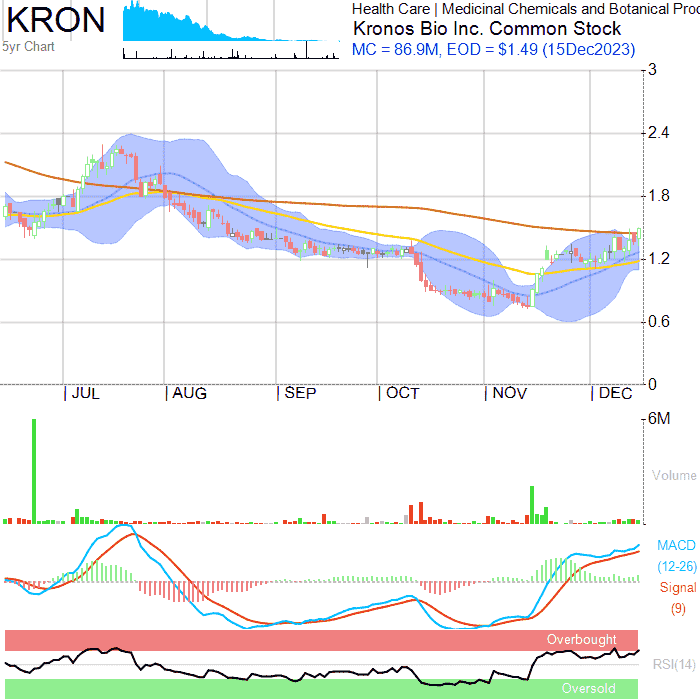 KRON
5yr Chart
Health Care | Medicinal Chemicals and Botanical Prod
Kronos Bio Inc. Common Stock
MC = 86.9M, EOD = $1.49 (15Dec2023)
3
2.4
1.8
1.2
0.6
0
JUL AUG SEP OCT NOV DEC
6M
Volume
MACD
(12-26)
Signal
(9)
Overbought
RSI(14)
Oversold